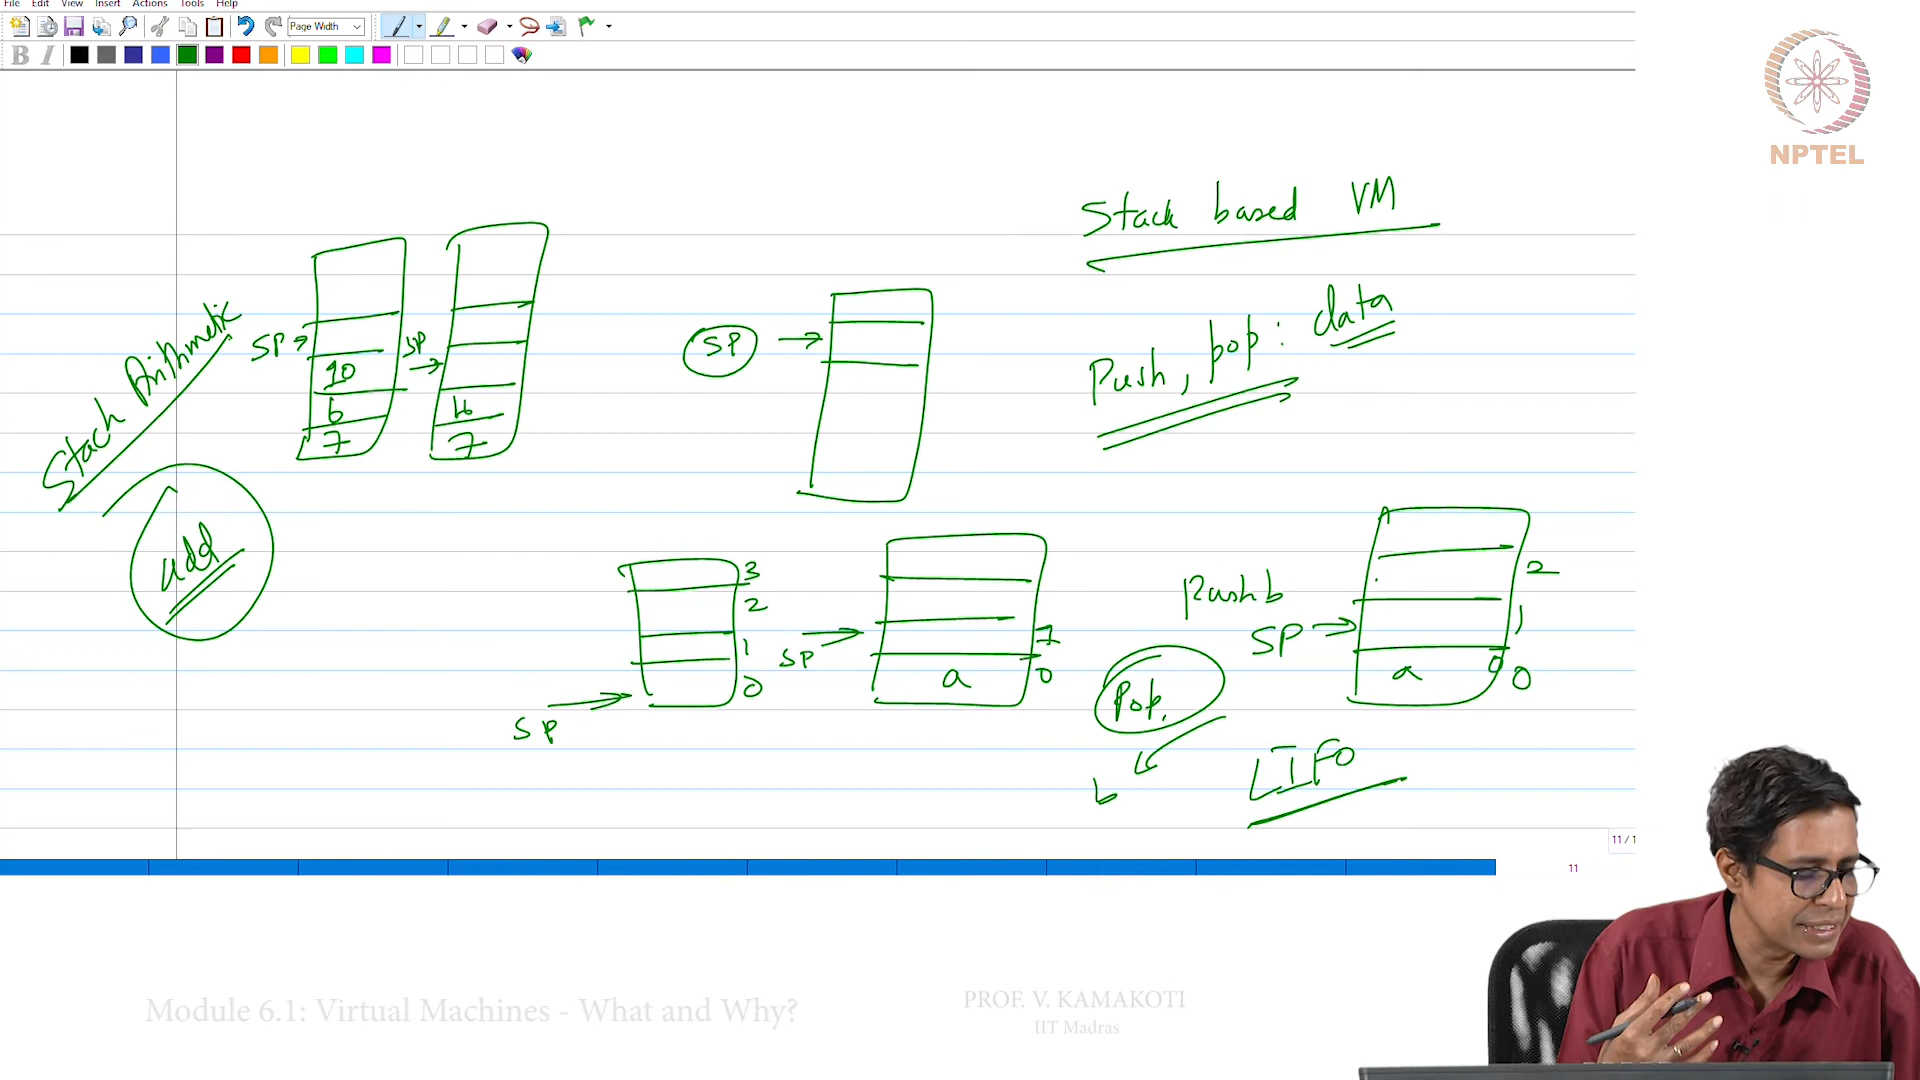 File Edit View Insert Actions Tools Help
Page Width
B I
NPTEL
Stack based VM
Push, pop: data
Stack Arithmetic
SP
10
6
7
SP
7
SP
add
3
2
1
0
SP
SP
1
0
a
Push b
SP
2
1
0
a
Pop.
b
LIFO
11 / 1
11
Module 6.1: Virtual Machines - What and Why?
PROF. V. KAMAKOTI
IIT Madras